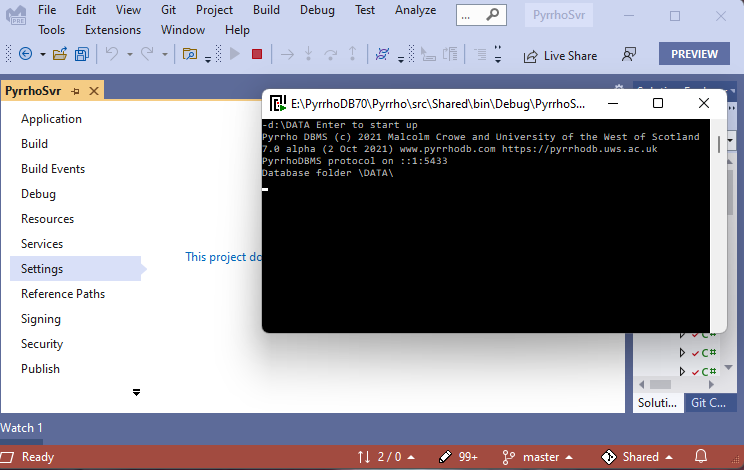 File View Git Project Build Debug Test Analyze
Tools Extensions Window Help
... PyrrhoSvr
Live Share PREVIEW
PyrrhoSvr
Application
Build
Build Events
Debug
Resources
Services
Settings
Reference Paths
Signing
Security
Publish
This project do
E:\PyrrhoDB70\Pyrrho\src\Shared\bin\Debug\PyrrhoS...
-d:\DATA Enter to start up
Pyrrho DBMS (c) 2021 Malcolm Crowe and University of the West of Scotland
7.0 alpha (2 Oct 2021) www.pyrrhodb.com https://pyrrhodb.uws.ac.uk
PyrrhoDBMS protocol on ::1:5433
Database folder \DATA\
C#
C#
C#
Soluti... Git C...
Watch 1
Ready 2 / 0 99+ master Shared